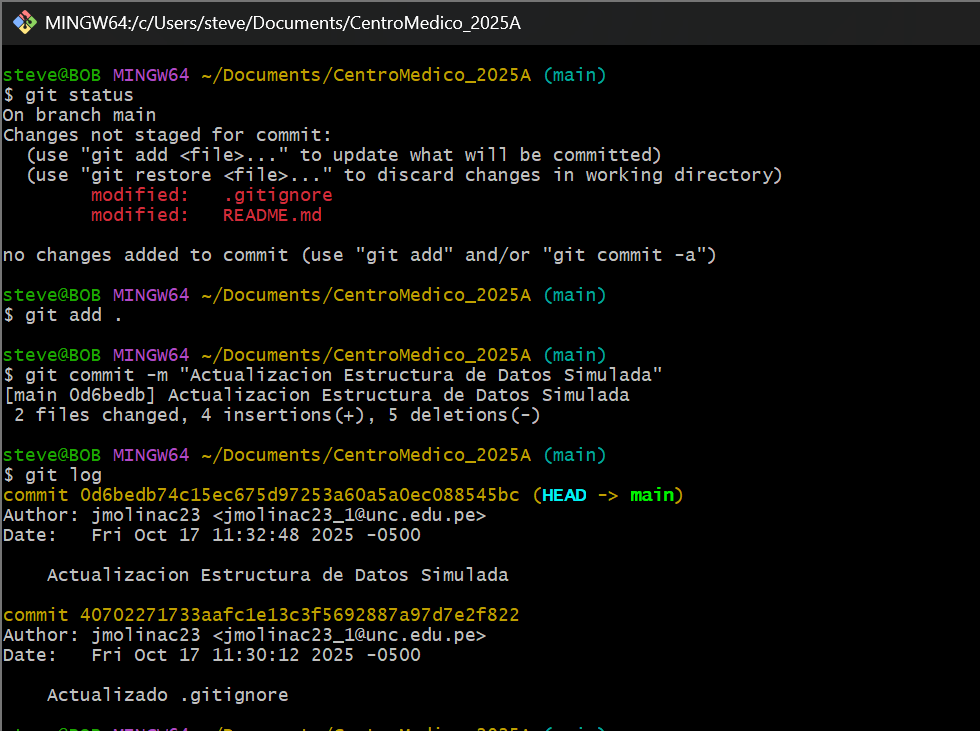 MINGW64:/c/Users/steve/Documents/CentroMedico_2025A
steve@BOB MINGW64 ~/Documents/CentroMedico_2025A (main)
$ git status
On branch main
Changes not staged for commit:
  (use "git add <file>..." to update what will be committed)
  (use "git restore <file>..." to discard changes in working directory)
        modified:   .gitignore
        modified:   README.md
no changes added to commit (use "git add" and/or "git commit -a")
steve@BOB MINGW64 ~/Documents/CentroMedico_2025A (main)
$ git add .
steve@BOB MINGW64 ~/Documents/CentroMedico_2025A (main)
$ git commit -m "Actualizacion Estructura de Datos Simulada"
[main 0d6bedb] Actualizacion Estructura de Datos Simulada
 2 files changed, 4 insertions(+), 5 deletions(-)
steve@BOB MINGW64 ~/Documents/CentroMedico_2025A (main)
$ git log
commit 0d6bedb74c15ec675d97253a60a5a0ec088545bc (HEAD -> main)
Author: jmolinac23 <jmolinac23_1@unc.edu.pe>
Date:   Fri Oct 17 11:32:48 2025 -0500
    Actualizacion Estructura de Datos Simulada
commit 40702271733aafc1e13c3f5692887a97d7e2f822
Author: jmolinac23 <jmolinac23_1@unc.edu.pe>
Date:   Fri Oct 17 11:30:12 2025 -0500
    Actualizado .gitignore